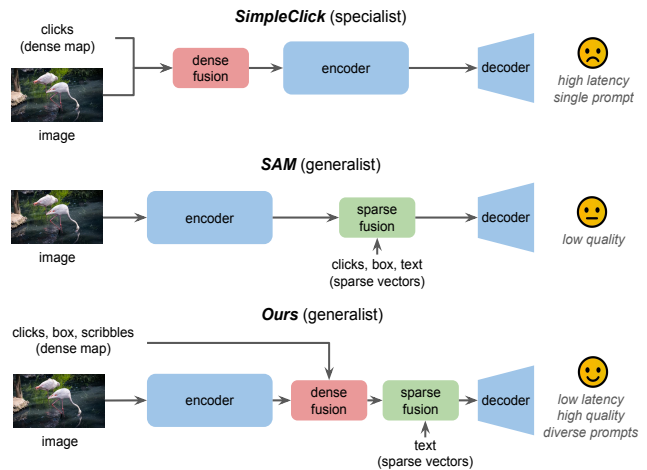 SimpleClick (specialist)
clicks
(dense map)
dense
fusion
encoder
decoder
image
high latency
single prompt
SAM (generalist)
encoder
sparse
fusion
decoder
image
clicks, box, text
(sparse vectors)
low quality
Ours (generalist)
clicks, box, scribbles
(dense map)
encoder
dense
fusion
sparse
fusion
decoder
image
text
(sparse vectors)
low latency
high quality
diverse prompts